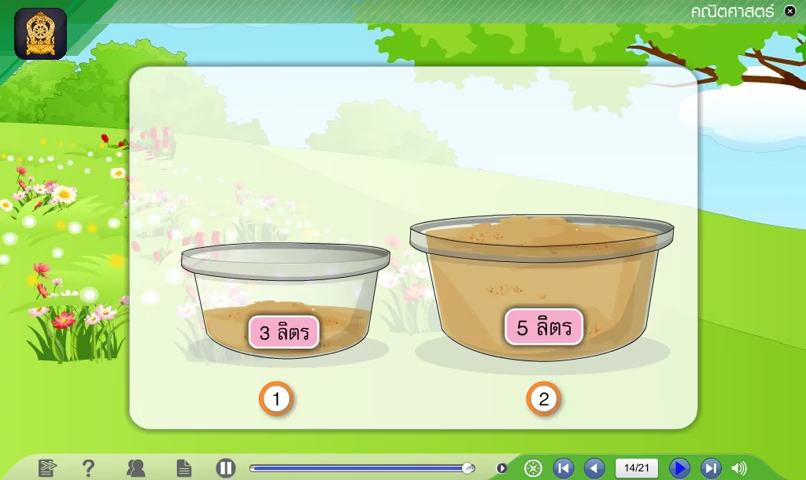 คณิตศาสตร์
3 ลิตร
5 ลิตร
1
2
14/21